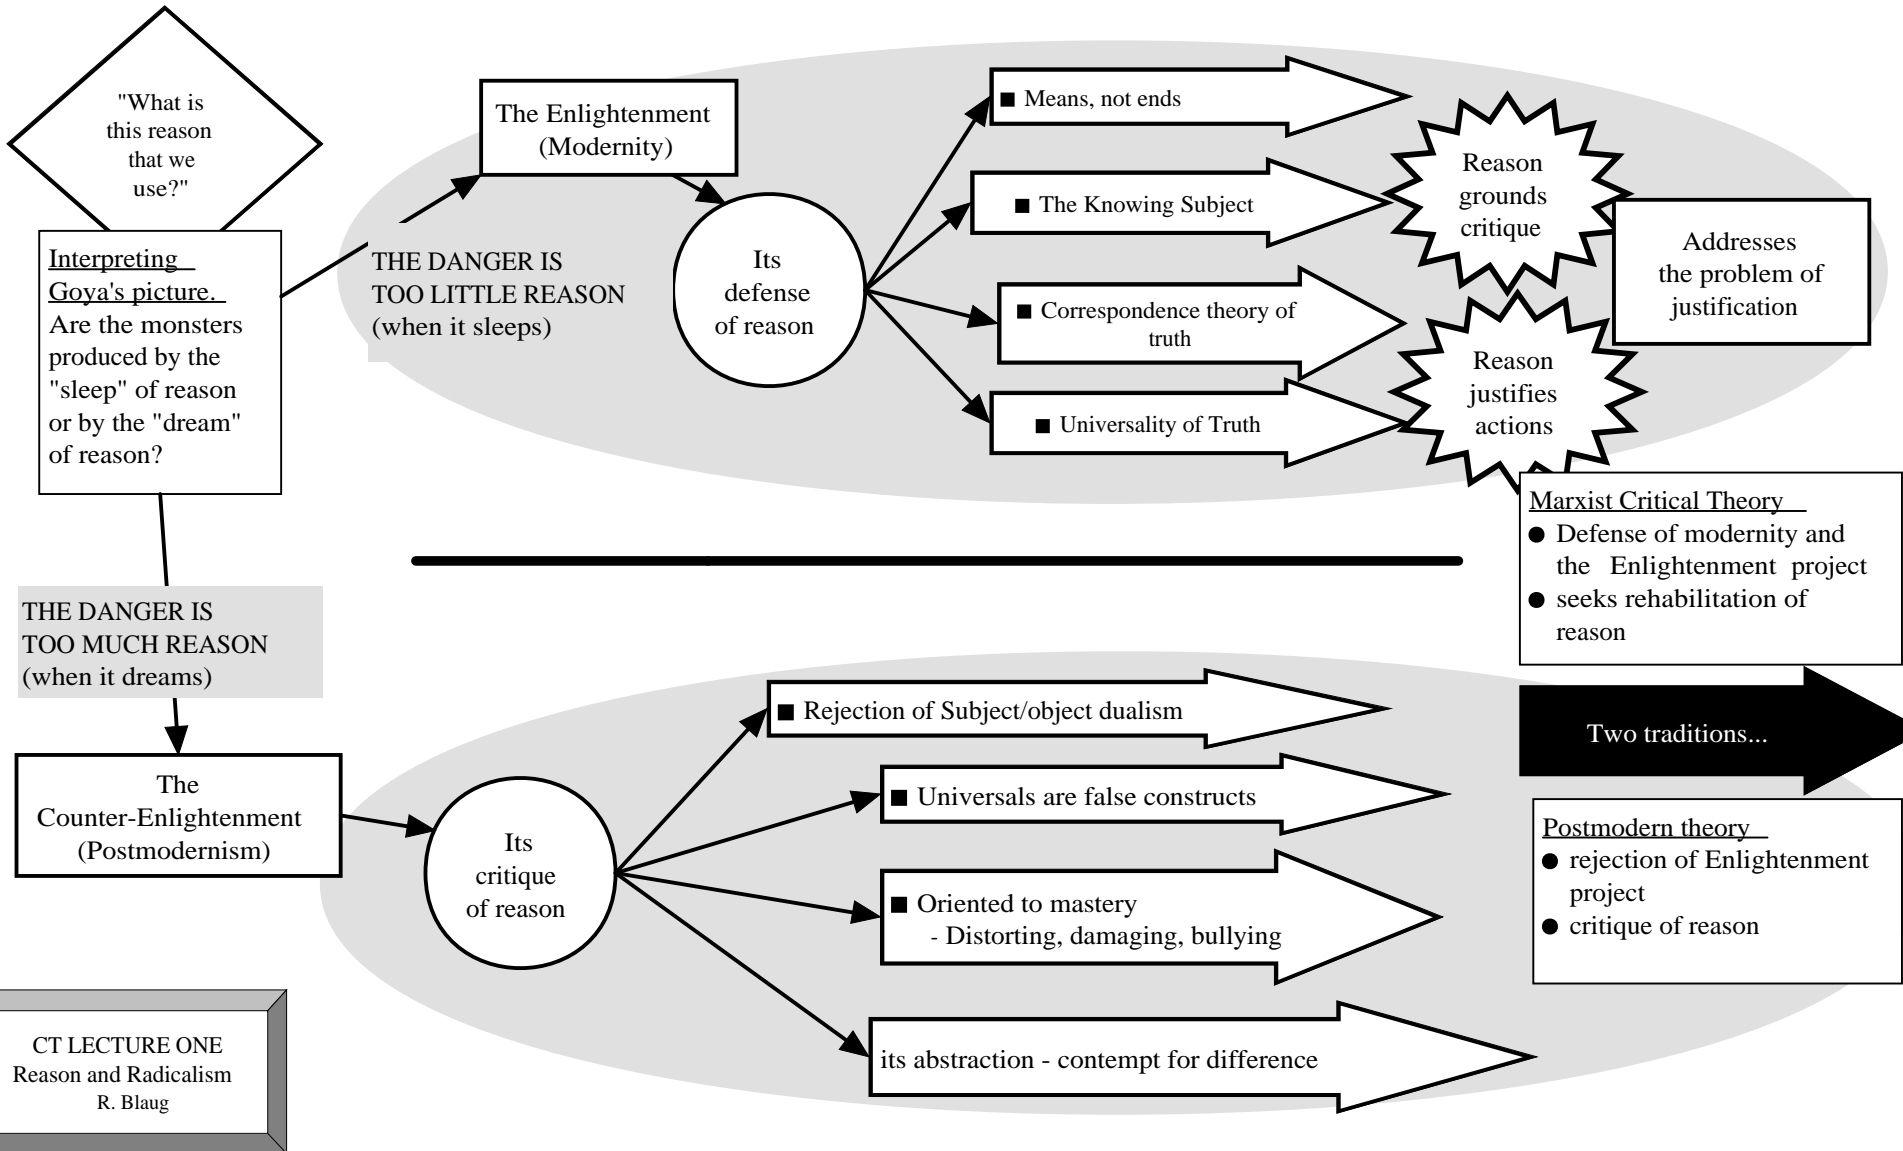 "What is
this reason
that we
use?"
Interpreting
Goya's picture.
Are the monsters
produced by the
"sleep" of reason
or by the "dream"
of reason?
The Enlightenment
(Modernity)
THE DANGER IS
TOO LITTLE REASON
(when it sleeps)
Its
defense
of reason
■ Means, not ends
■ The Knowing Subject
■ Correspondence theory of
truth
■ Universality of Truth
Reason
grounds
critique
Reason
justifies
actions
Addresses
the problem of
justification
Marxist Critical Theory
● Defense of modernity and
the Enlightenment project
● seeks rehabilitation of
reason
THE DANGER IS
TOO MUCH REASON
(when it dreams)
The
Counter-Enlightenment
(Postmodernism)
Its
critique
of reason
■ Rejection of Subject/object dualism
■ Universals are false constructs
■ Oriented to mastery
- Distorting, damaging, bullying
its abstraction - contempt for difference
Two traditions...
Postmodern theory
● rejection of Enlightenment
project
● critique of reason
CT LECTURE ONE
Reason and Radicalism
R. Blaug